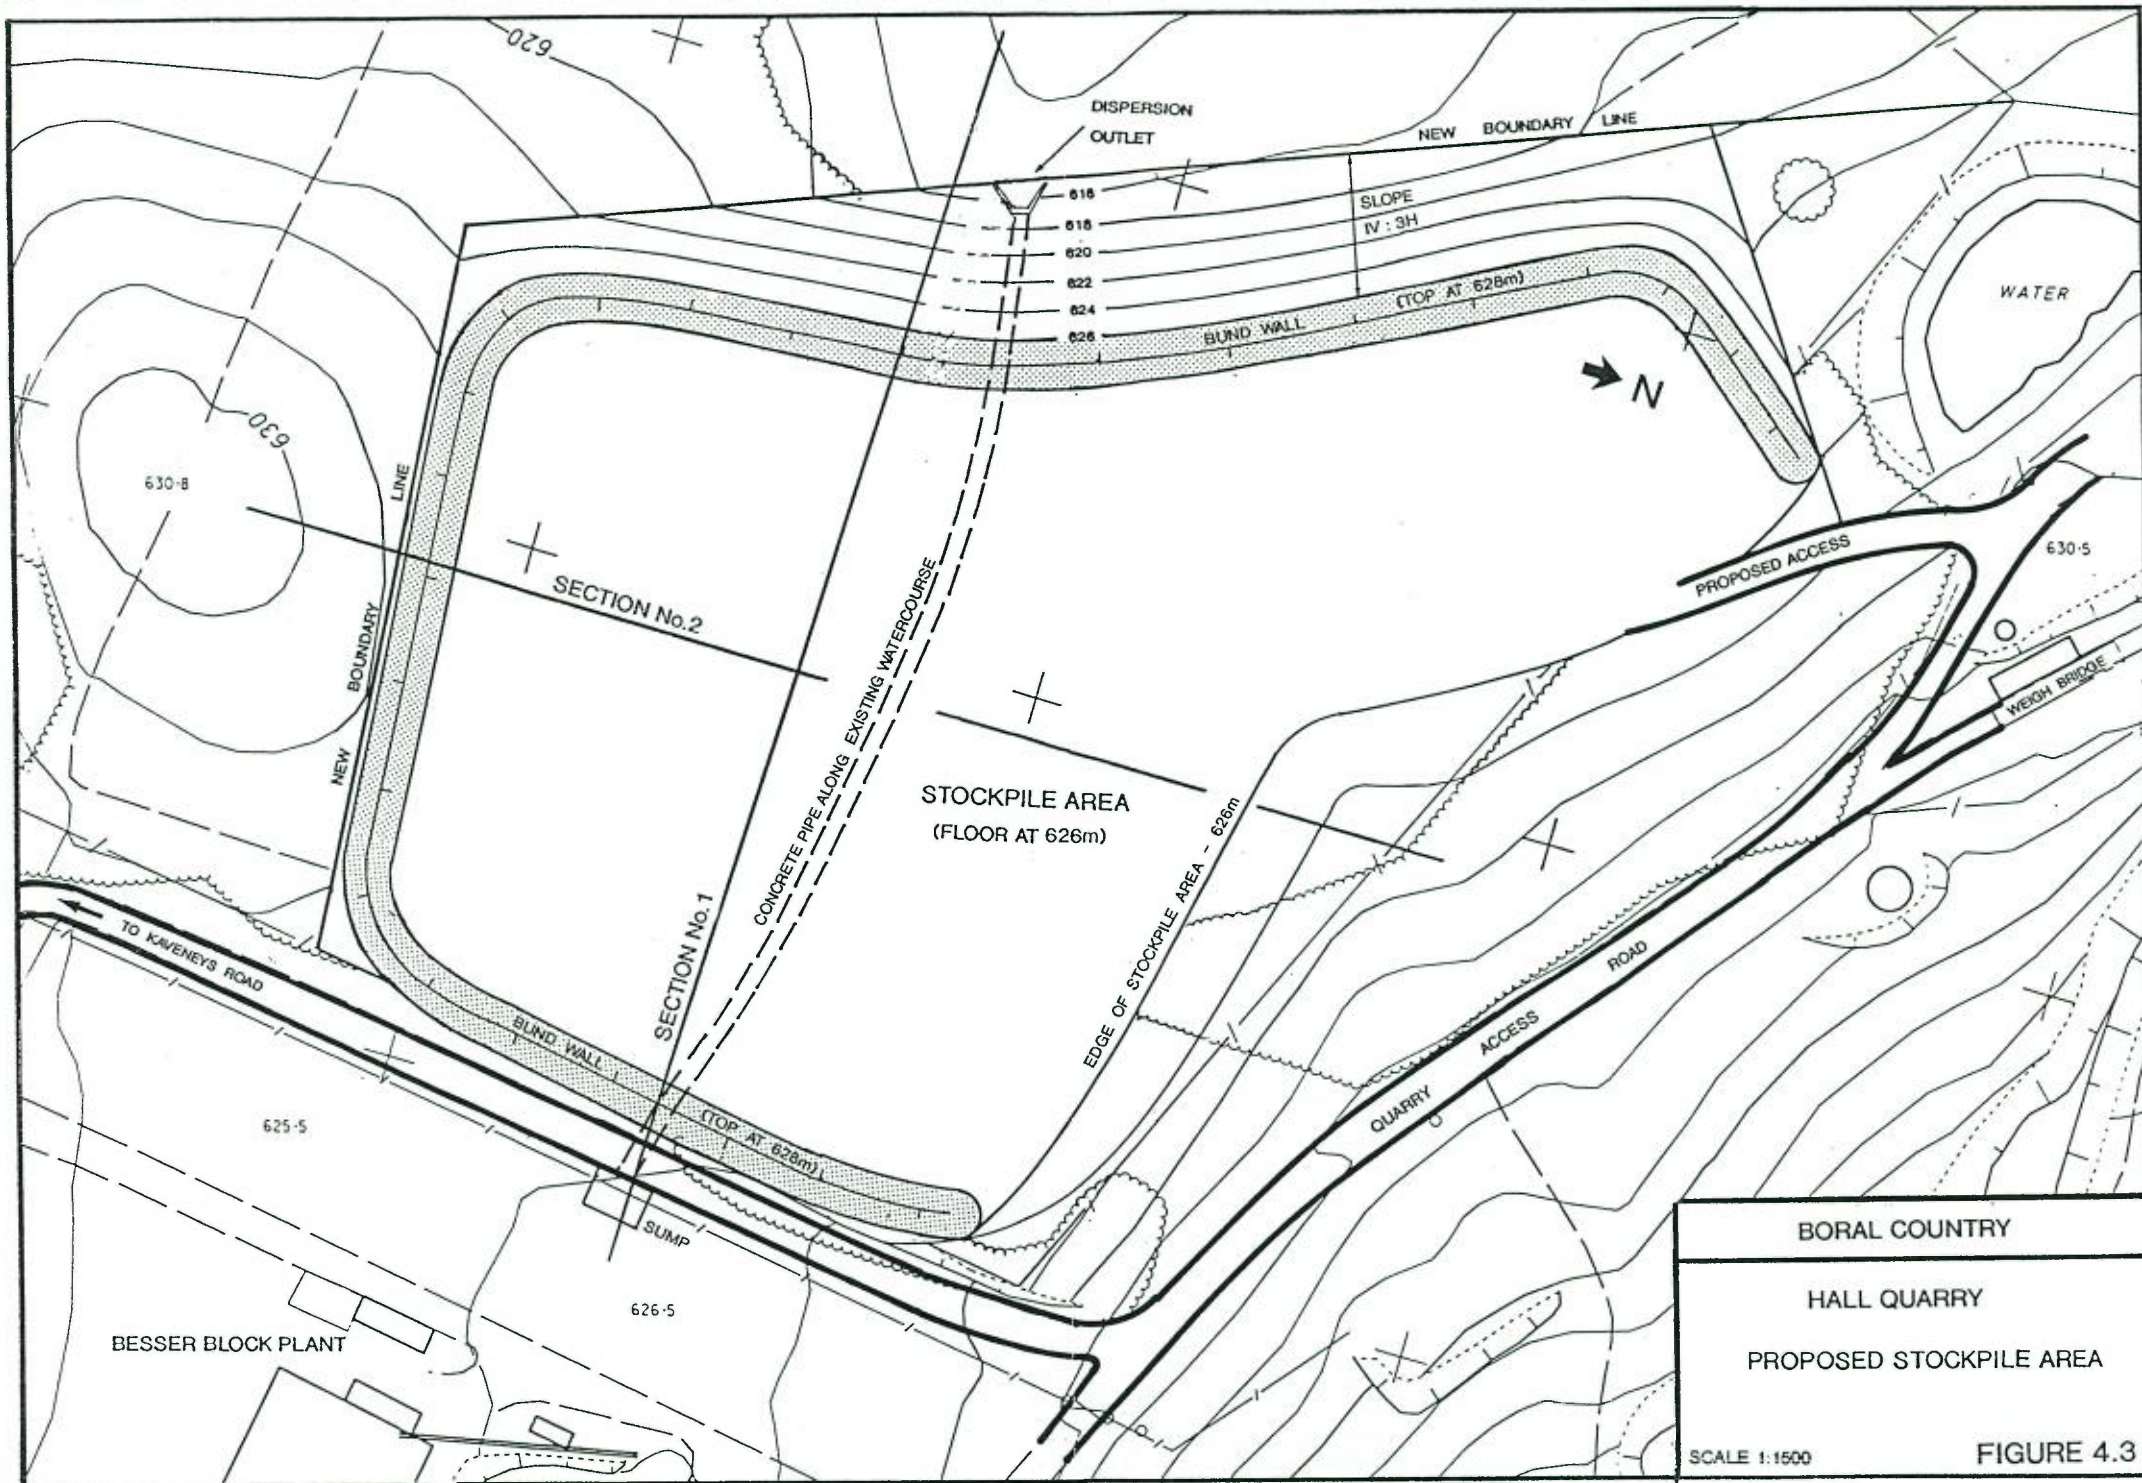 620
DISPERSION
OUTLET
NEW BOUNDARY LINE
616
618
620
622
624
626
SLOPE
IV : 3H
BUND WALL (TOP AT 628m)
WATER
N
630
630·8
NEW BOUNDARY LINE
SECTION No.2
CONCRETE PIPE ALONG EXISTING WATERCOURSE
PROPOSED ACCESS
630·5
WEIGH BRIDGE
STOCKPILE AREA
(FLOOR AT 626m)
EDGE OF STOCKPILE AREA - 626m
SECTION No.1
TO KAVENEYS ROAD
BUND WALL (TOP AT 628m)
QUARRY ACCESS ROAD
625·5
SUMP
626·5
BESSER BLOCK PLANT
BORAL COUNTRY
HALL QUARRY
PROPOSED STOCKPILE AREA
SCALE 1:1500
FIGURE 4.3